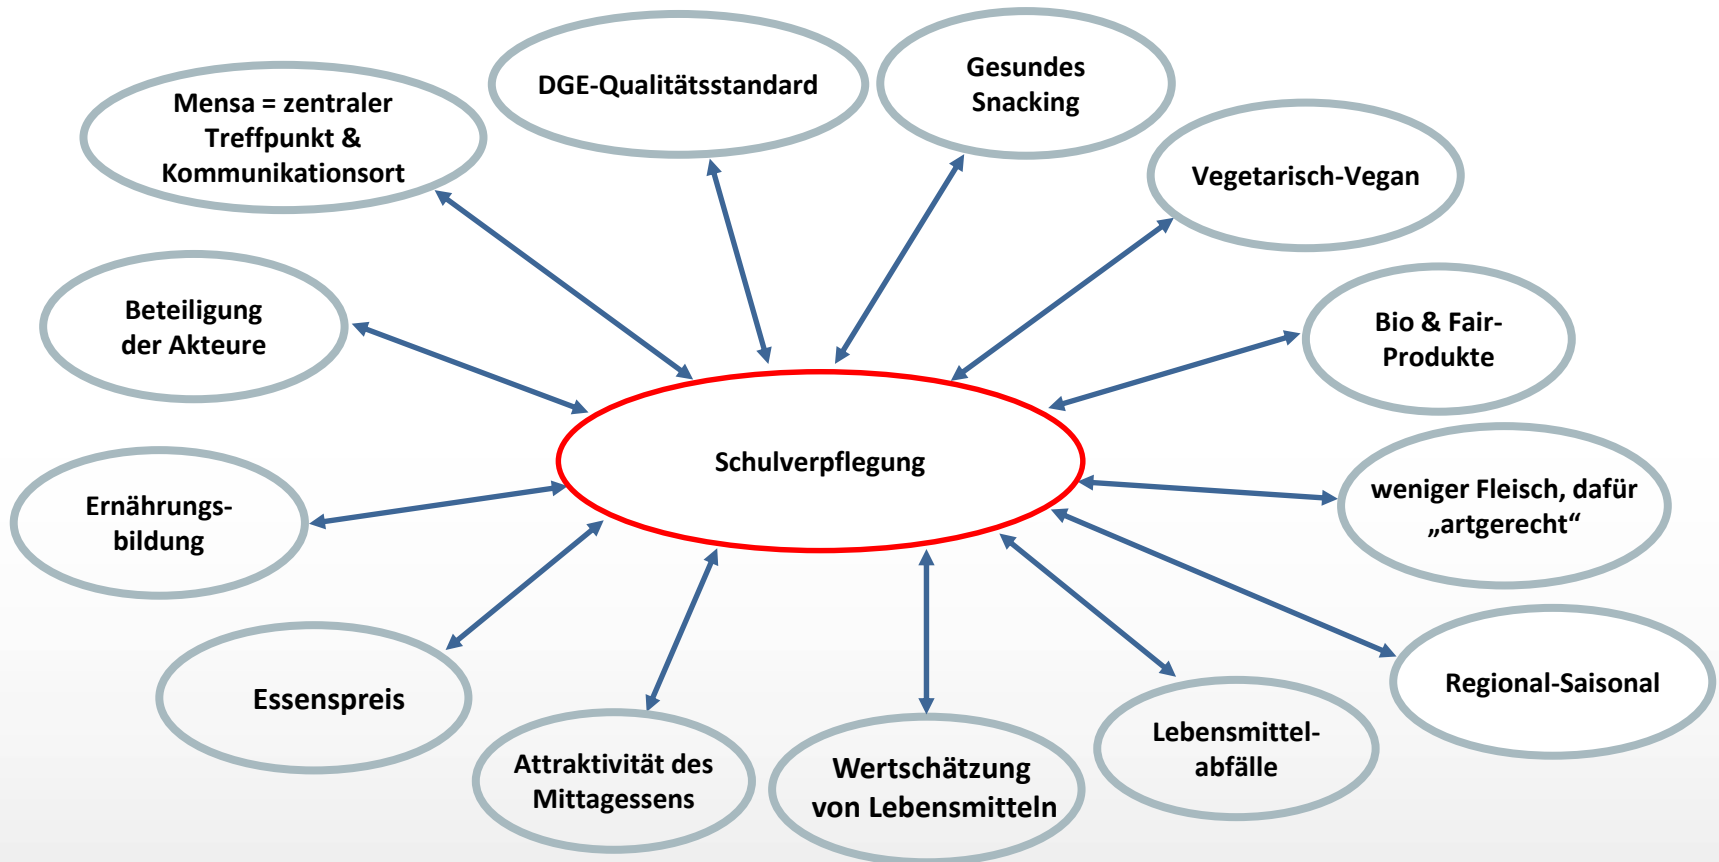 Mensa = zentraler
Treffpunkt &
Kommunikationsort
DGE-Qualitätsstandard
Gesundes
Snacking
Vegetarisch-Vegan
Beteiligung
der Akteure
Bio & Fair-
Produkte
Schulverpflegung
Ernährungs-
bildung
weniger Fleisch, dafür
„artgerecht“
Essenspreis
Regional-Saisonal
Attraktivität des
Mittagessens
Wertschätzung
von Lebensmitteln
Lebensmittel-
abfälle